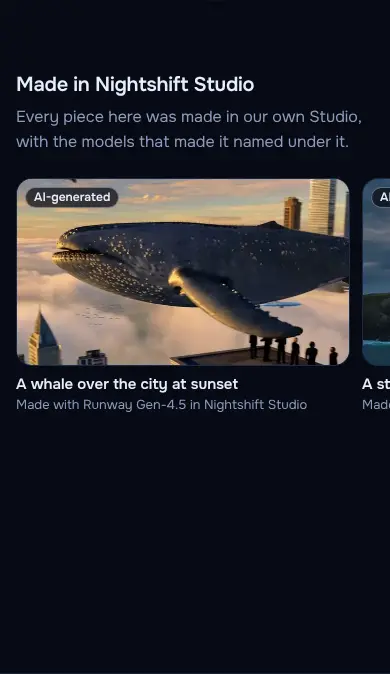 Made in Nightshift Studio
Every piece here was made in our own Studio,
with the models that made it named under it.
AI-generated
A whale over the city at sunset
Made with Runway Gen-4.5 in Nightshift Studio
A st
Made